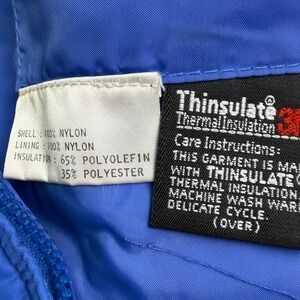 SHELL : 100% NYLON
LINING : 100% NYLON
INSULATION : 65% POLYOLEFIN
35% POLYESTER
Thinsulate®
Thermal Insulation
3
Care Instructions:
THIS GARMENT IS MA
WITH THINSULATE
THERMAL INSULATION
MACHINE WASH WAR
DELICATE CYCLE.
(OVER)